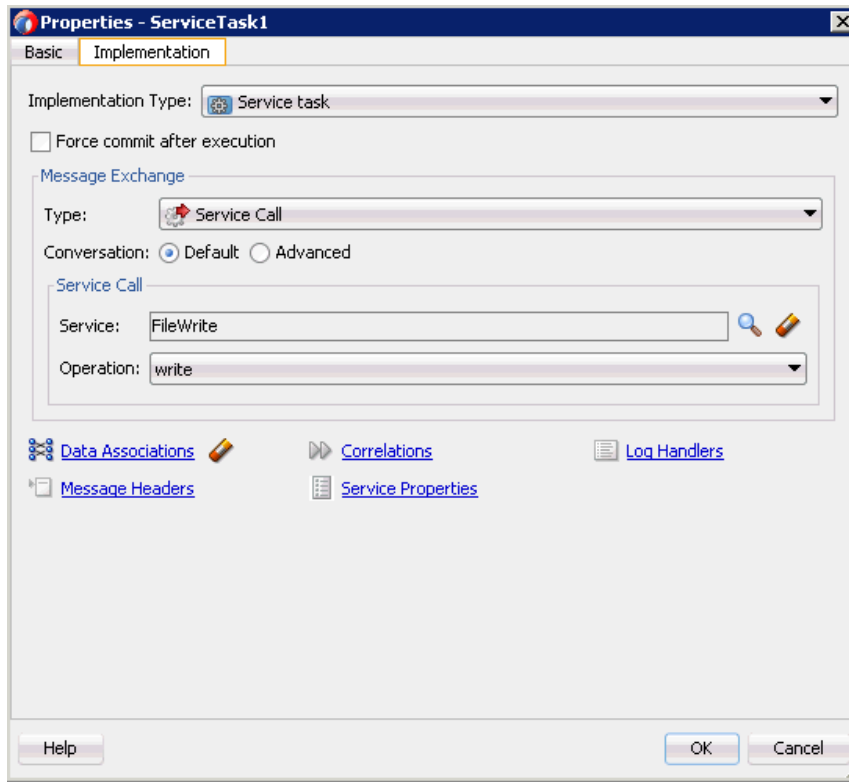 Properties - ServiceTask1
Basic Implementation
Implementation Type: Service task
Force commit after execution
Message Exchange
Type: Service Call
Conversation: Default Advanced
Service Call
Service: FileWrite
Operation: write
Data Associations Correlations Log Handlers
Message Headers Service Properties
Help OK Cancel